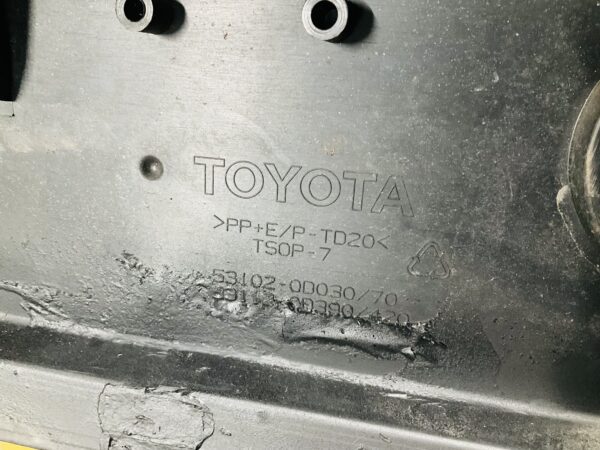 TOYOTA
>PP+E/P-TD20<
TSOP-7
53102-0D030/70